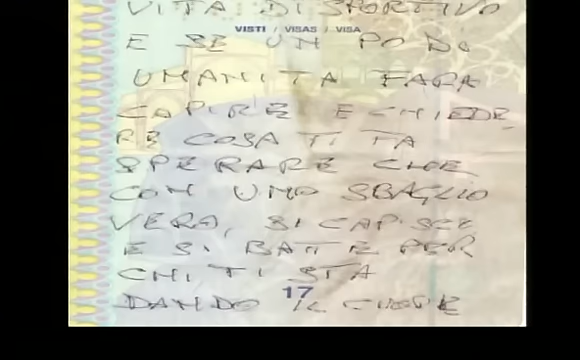 VITA DI SPORTIVO
VISTI / VISAS / VISA
E SE UN PO DI
UMANITA FARA
CAPIRE E CHIEDE
RE COSA TI FA
SPERARE CHE
CON UNO SBAGLIO
VERA, SI CAPISCE
E SI BATTE PER
CHI TI STA
17
DANDO IL CUORE